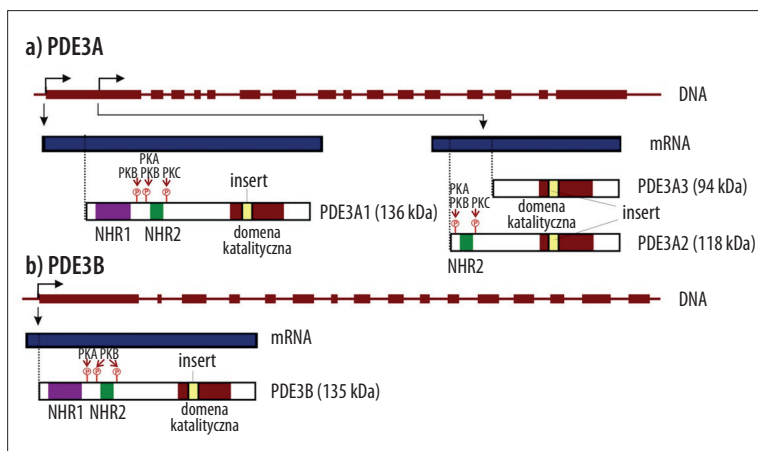 a) PDE3A
DNA
mRNA
PKA
PKB PKB PKC
P P P
insert
PDE3A1 (136 kDa)
NHR1 NHR2
domena
katalityczna
PDE3A3 (94 kDa)
domena
katalityczna
insert
PKA
PKB PKC
P P
PDE3A2 (118 kDa)
NHR2
b) PDE3B
DNA
mRNA
PKA PKB
P P P
insert
PDE3B (135 kDa)
NHR1 NHR2
domena
katalityczna